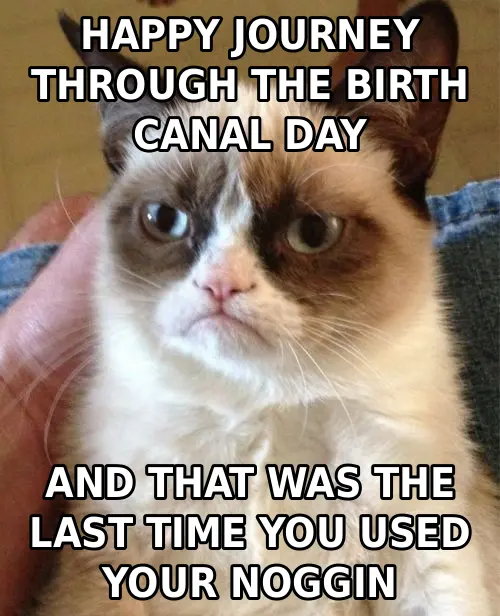 HAPPY JOURNEY
THROUGH THE BIRTH
CANAL DAY
AND THAT WAS THE
LAST TIME YOU USED
YOUR NOGGIN